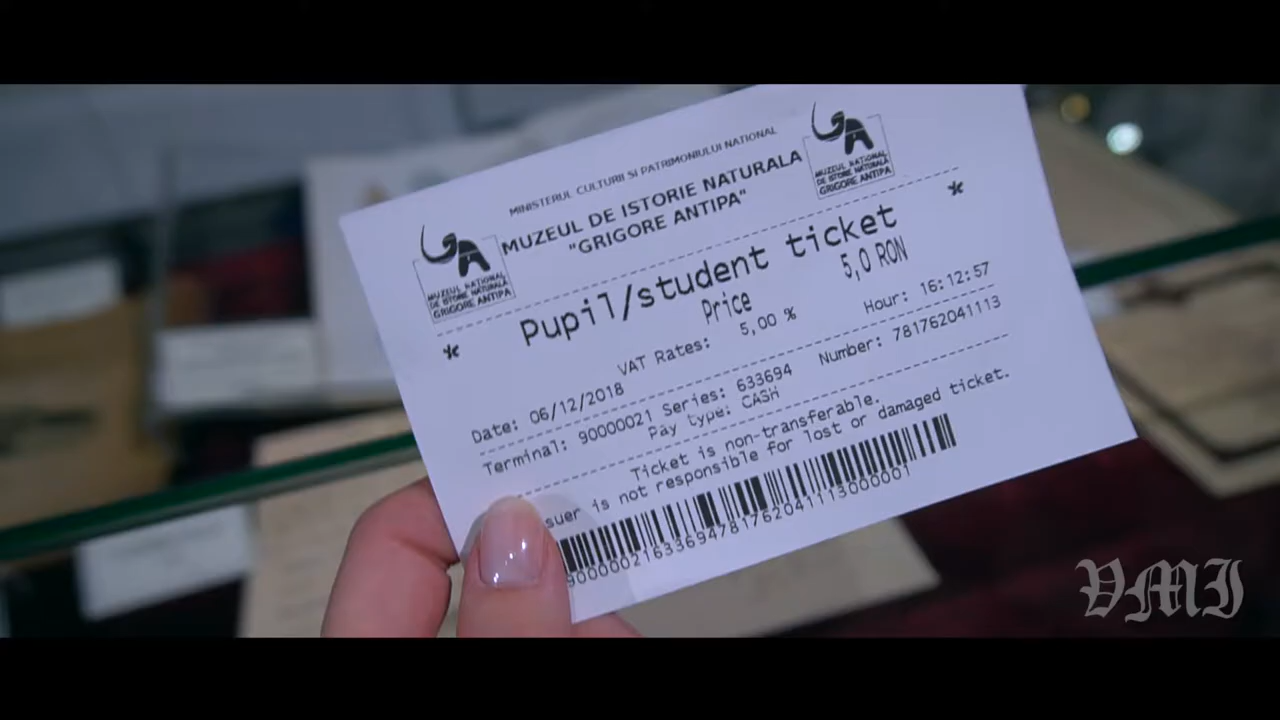 MINISTERUL CULTURII SI PATRIMONIULUI NATIONAL
MUZEUL DE ISTORIE NATURALA
"GRIGORE ANTIPA"
MUZEUL NATIONAL
DE ISTORIE NATURALA
GRIGORE ANTIPA
MUZEUL NATIONAL
DE ISTORIE NATURALA
GRIGORE ANTIPA
* *
Pupil/student ticket
Price 5,0 RON
VAT Rates: 5,00 %
Date: 06/12/2018 Hour: 16:12:57
Terminal: 90000021 Series: 633694 Number: 781762041113
Pay type: CASH
Ticket is non-transferable.
suer is not responsible for lost or damaged ticket.
90000021633694781762041113000001
VMI